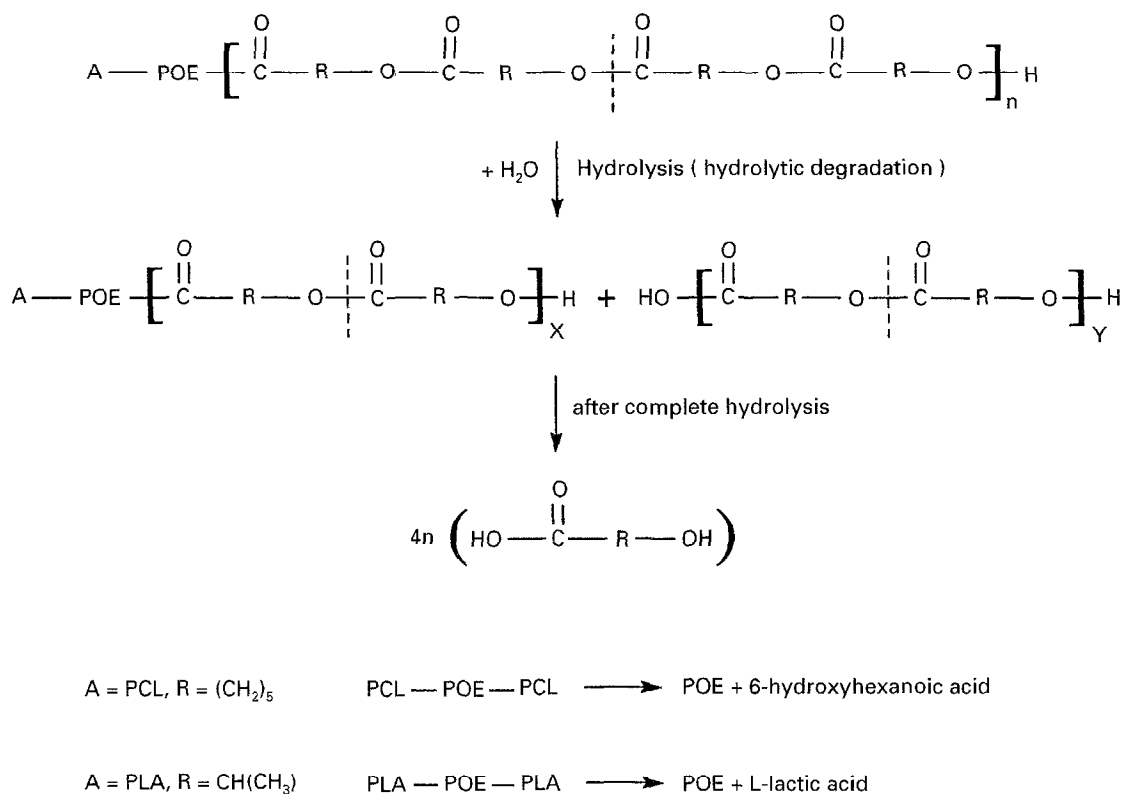 O O O O
A — POE [ C — R — O — C — R — O — C — R — O — C — R — O ]n H
+ H₂O Hydrolysis ( hydrolytic degradation )
O O O O
A — POE [ C — R — O — C — R — O ]X H + HO [ C — R — O — C — R — O ]Y H
after complete hydrolysis
O
4n ( HO — C — R — OH )
A = PCL, R = (CH₂)₅ PCL — POE — PCL ⟶ POE + 6-hydroxyhexanoic acid
A = PLA, R = CH(CH₃) PLA — POE — PLA ⟶ POE + L-lactic acid